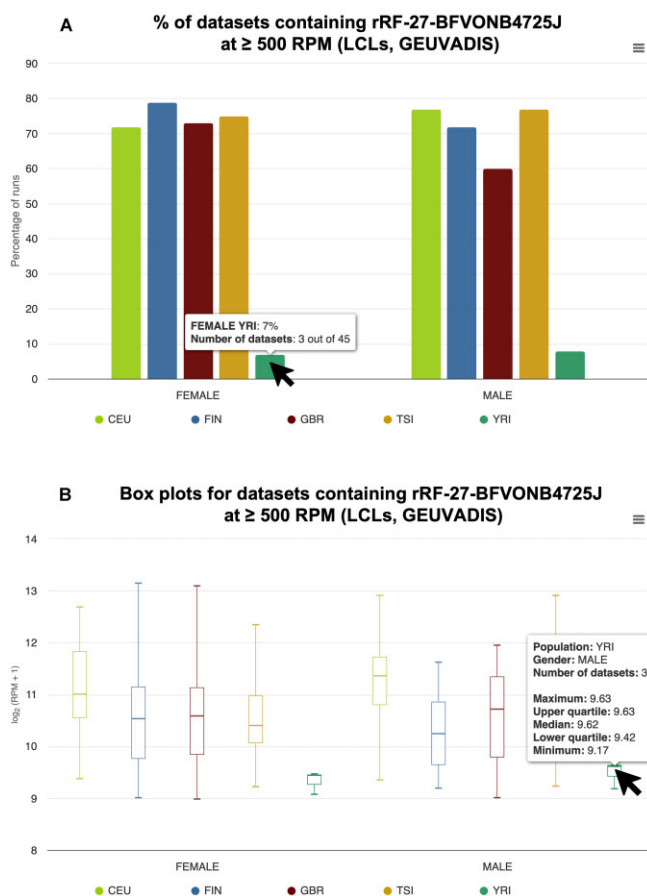 A
% of datasets containing rRF-27-BFVONB4725J
at ≥ 500 RPM (LCLs, GEUVADIS)
90
80
70
60
50
40
30
20
10
0
Percentage of runs
FEMALE YRI: 7%
Number of datasets: 3 out of 45
FEMALE
MALE
CEU
FIN
GBR
TSI
YRI
B
Box plots for datasets containing rRF-27-BFVONB4725J
at ≥ 500 RPM (LCLs, GEUVADIS)
14
13
12
11
10
9
8
log2 (RPM + 1)
Population: YRI
Gender: MALE
Number of datasets: 3
Maximum: 9.63
Upper quartile: 9.63
Median: 9.62
Lower quartile: 9.42
Minimum: 9.17
FEMALE
MALE
CEU
FIN
GBR
TSI
YRI